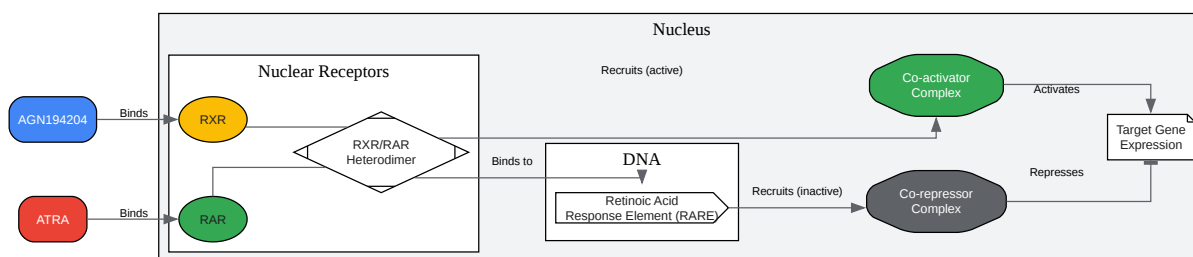 Nucleus
Nuclear Receptors
Recruits (active)
Co-activator
Complex
Activates
AGN194204
Binds
RXR
RXR/RAR
Heterodimer
Target Gene
Expression
Binds to
DNA
Represses
Retinoic Acid
Response Element (RARE)
Recruits (inactive)
Co-repressor
Complex
ATRA
Binds
RAR